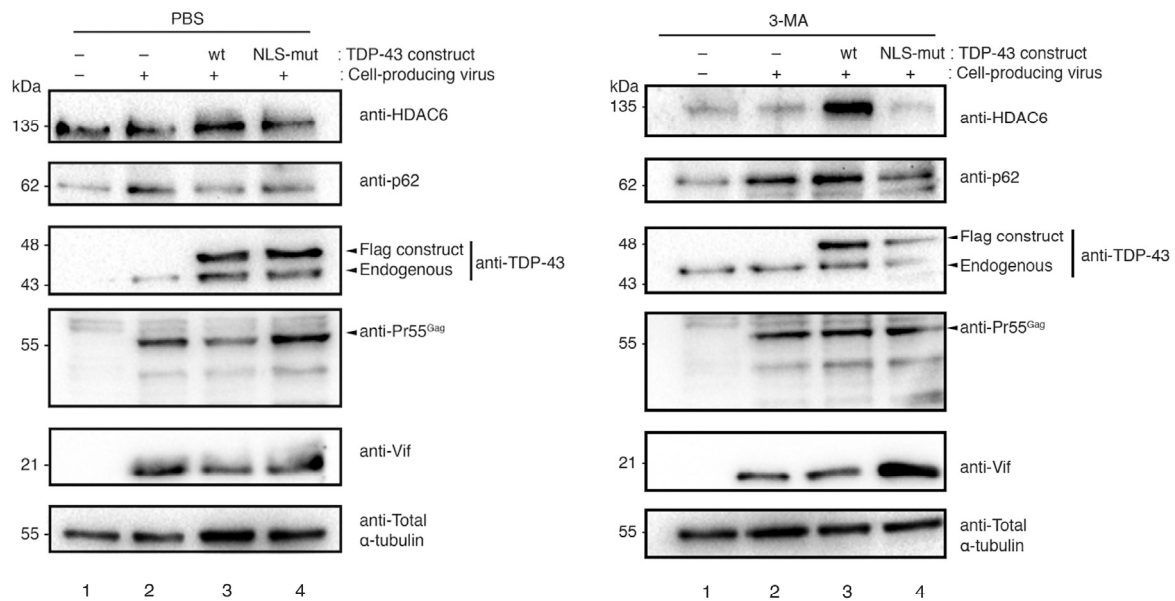 PBS
– – wt NLS-mut : TDP-43 construct
– + + + : Cell-producing virus
kDa
135 anti-HDAC6
62 anti-p62
48 Flag construct
Endogenous anti-TDP-43
43
55 anti-Pr55Gag
21 anti-Vif
55 anti-Total
α-tubulin
1 2 3 4
3-MA
– – wt NLS-mut : TDP-43 construct
– + + + : Cell-producing virus
kDa
135 anti-HDAC6
62 anti-p62
48 Flag construct
Endogenous anti-TDP-43
43
55 anti-Pr55Gag
21 anti-Vif
55 anti-Total
α-tubulin
1 2 3 4